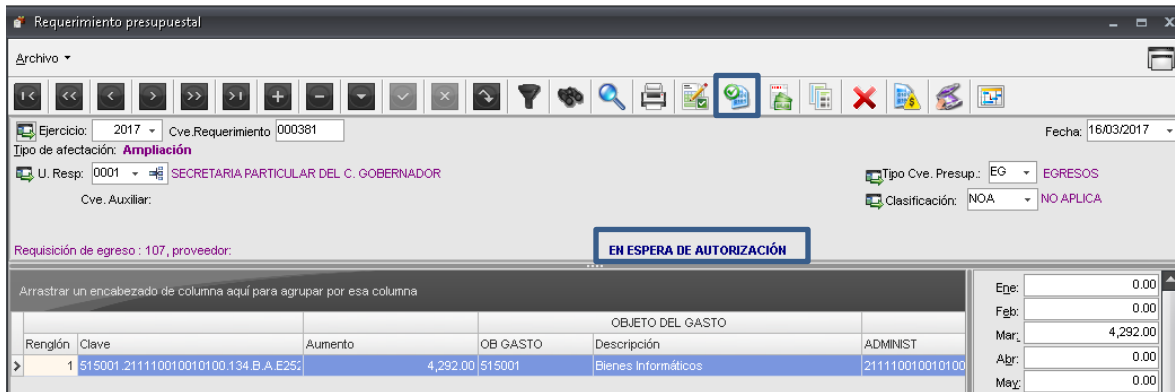 Requerimiento presupuestal
Archivo
Ejercicio: 2017 Cve.Requerimiento 000381 Fecha: 16/03/2017
Tipo de afectación: Ampliación
U. Resp: 0001 SECRETARIA PARTICULAR DEL C. GOBERNADOR Tipo Cve. Presup.: EG EGRESOS
Cve. Auxiliar: Clasificación: NOA NO APLICA
Requisición de egreso : 107, proveedor: EN ESPERA DE AUTORIZACIÓN
Arrastrar un encabezado de columna aquí para agrupar por esa columna
Ene: 0.00
OBJETO DEL GASTO
Feb: 0.00
Renglón Clave Aumento OB GASTO Descripción ADMINIST
Mar: 4,292.00
1 515001.211110010010100.134.B.A.E252 4,292.00 515001 Bienes Informáticos 211110010010100
Abr: 0.00
May: 0.00